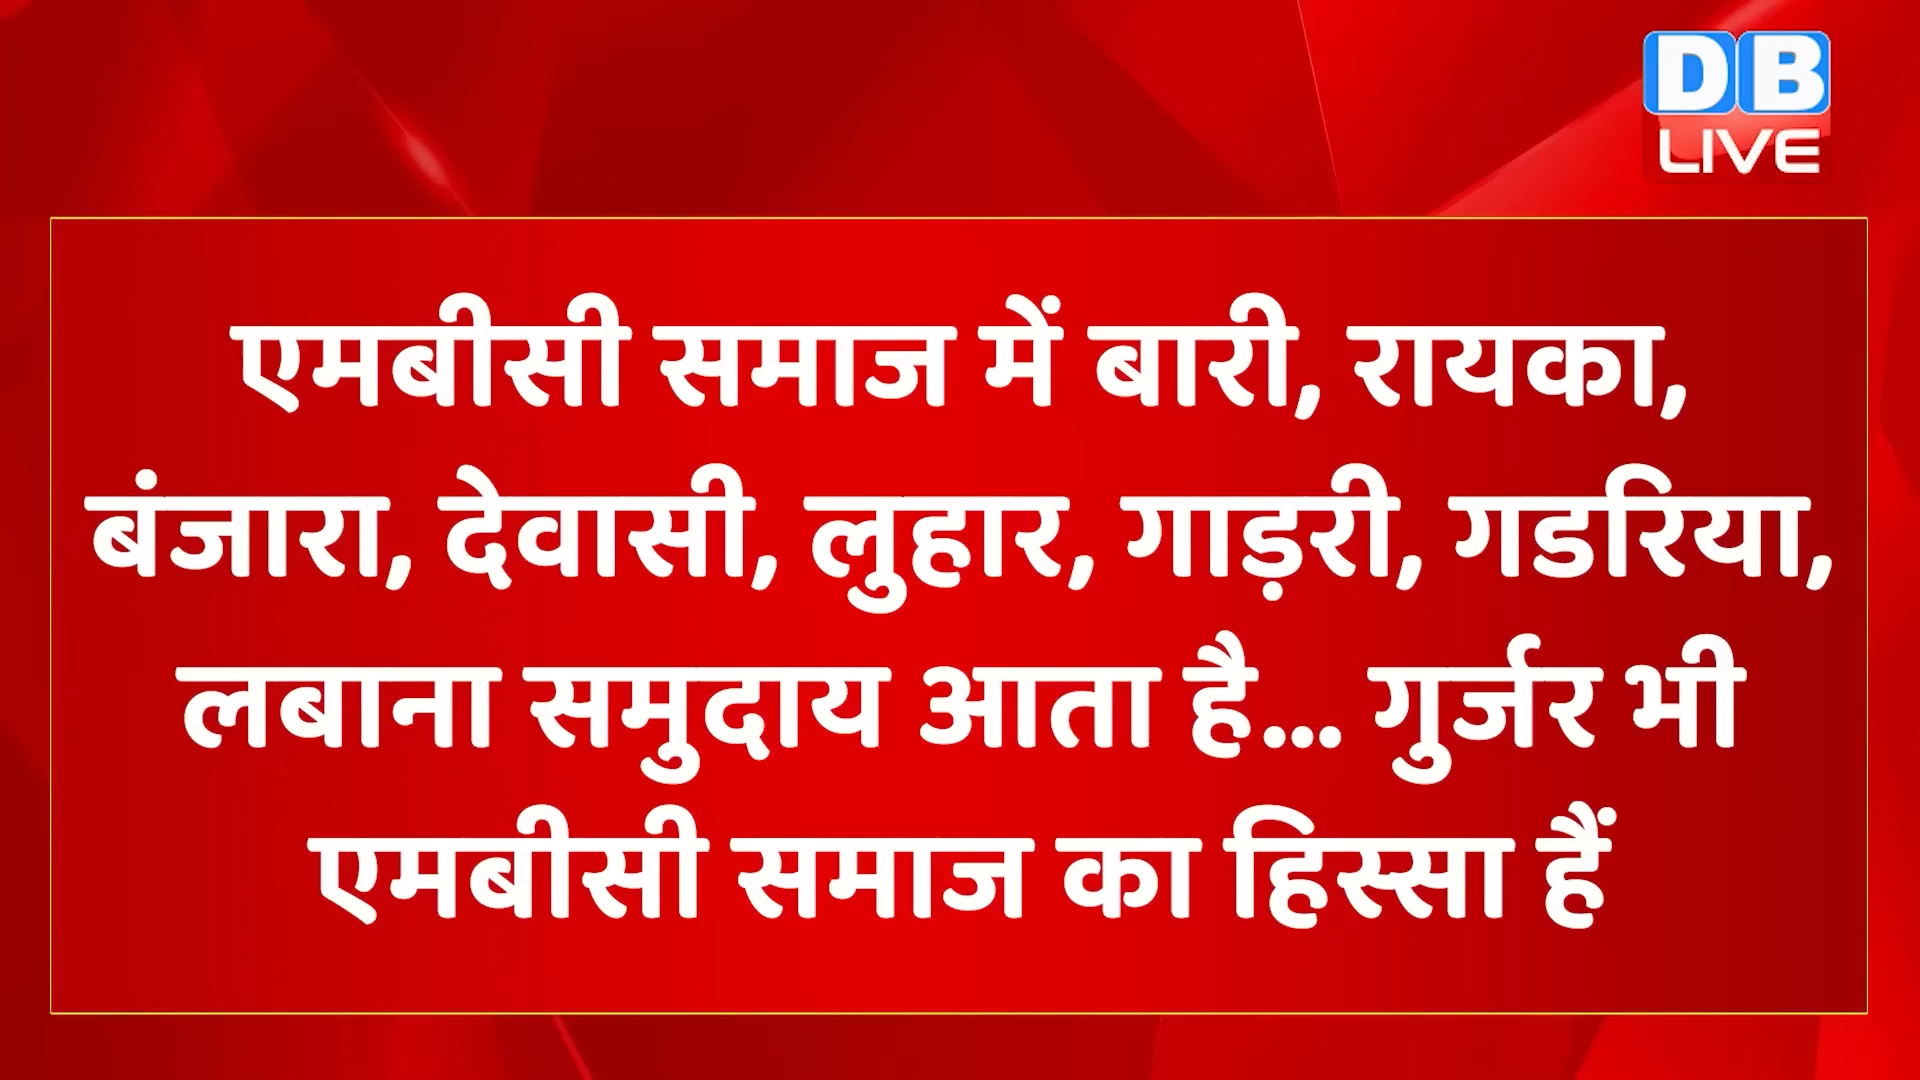 DB
LIVE
एमबीसी समाज में बारी, रायका,
बंजारा, देवासी, लुहार, गाड़री, गडरिया,
लबाना समुदाय आता है... गुर्जर भी
एमबीसी समाज का हिस्सा हैं